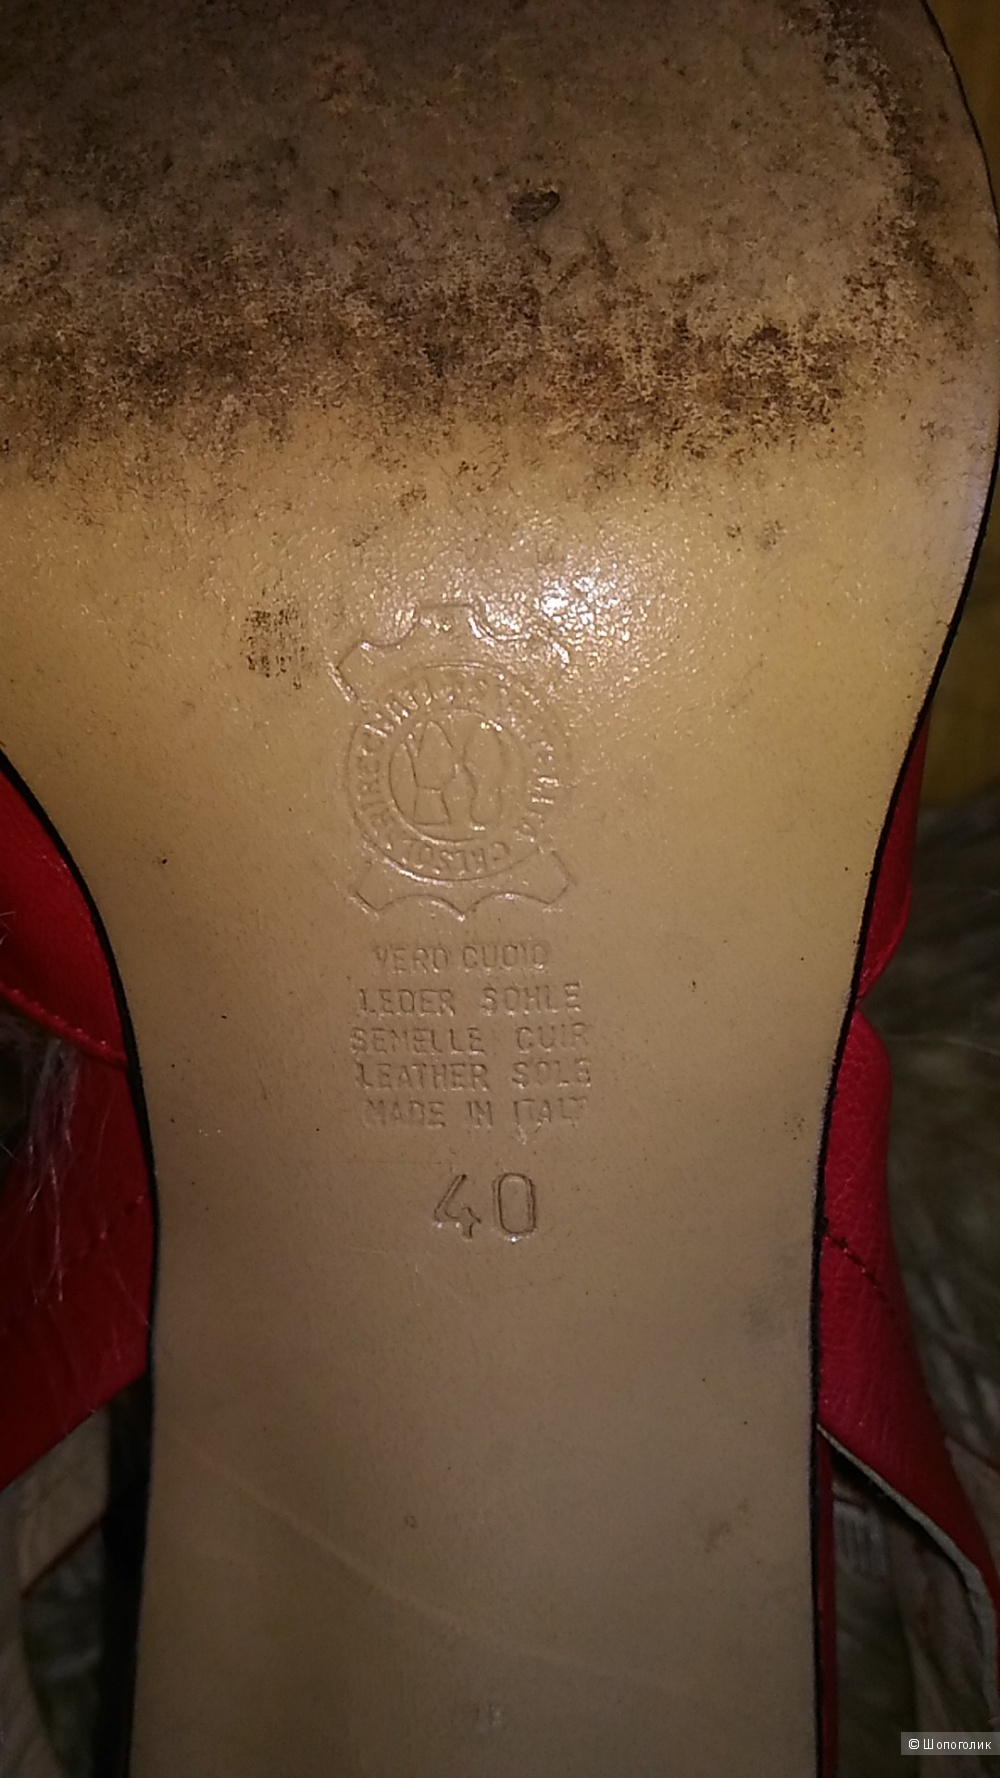 VERO CUOIO
LEDER SOHLE
SEMELLE CUIR
LEATHER SOLE
MADE IN ITALY
40
© Шопоголик